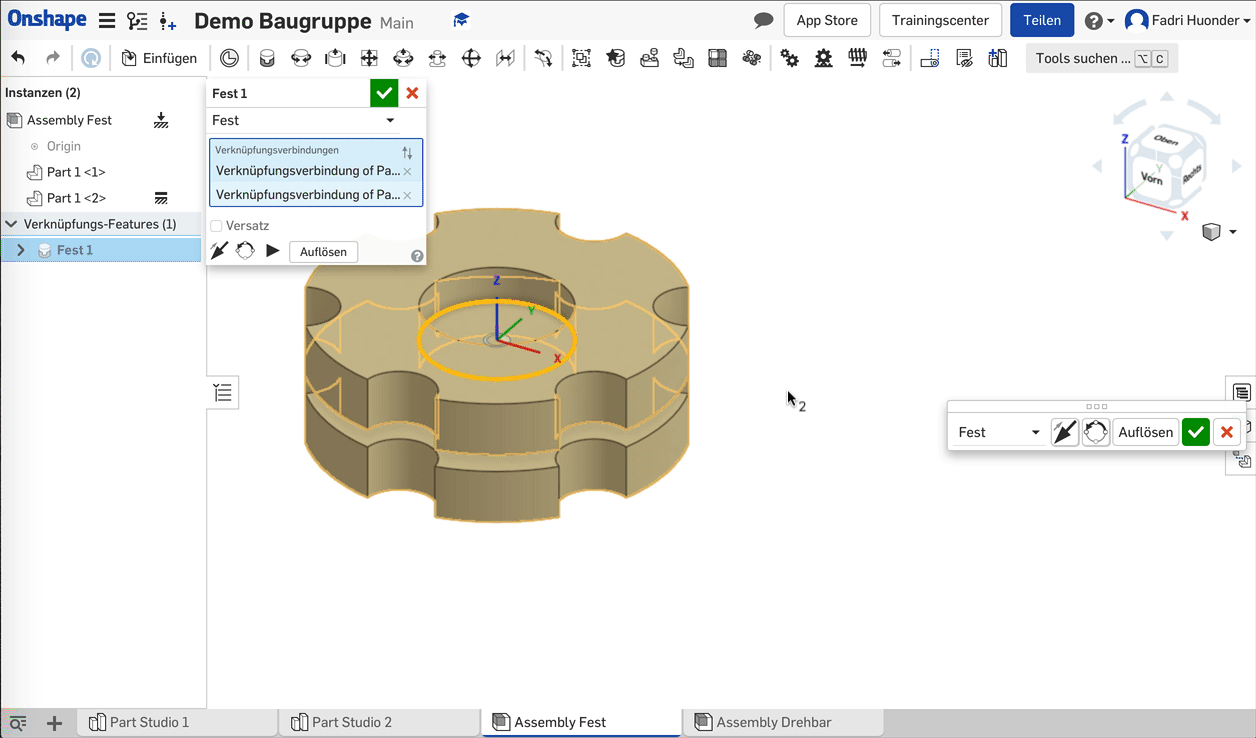 Onshape Demo Baugruppe Main App Store Trainingscenter Teilen Fadri Huonder
Einfügen Tools suchen ... ⌥ C
Instanzen (2)
Assembly Fest
Origin
Part 1 <1>
Part 1 <2>
Verknüpfungs-Features (1)
Fest 1
Fest 1
Fest
Verknüpfungsverbindungen
Verknüpfungsverbindung of Pa...
Verknüpfungsverbindung of Pa...
Versatz
Auflösen
Z
Y
X
Z
Oben
Y
Vorn
Rechts
X
2
Fest Auflösen
Part Studio 1 Part Studio 2 Assembly Fest Assembly Drehbar